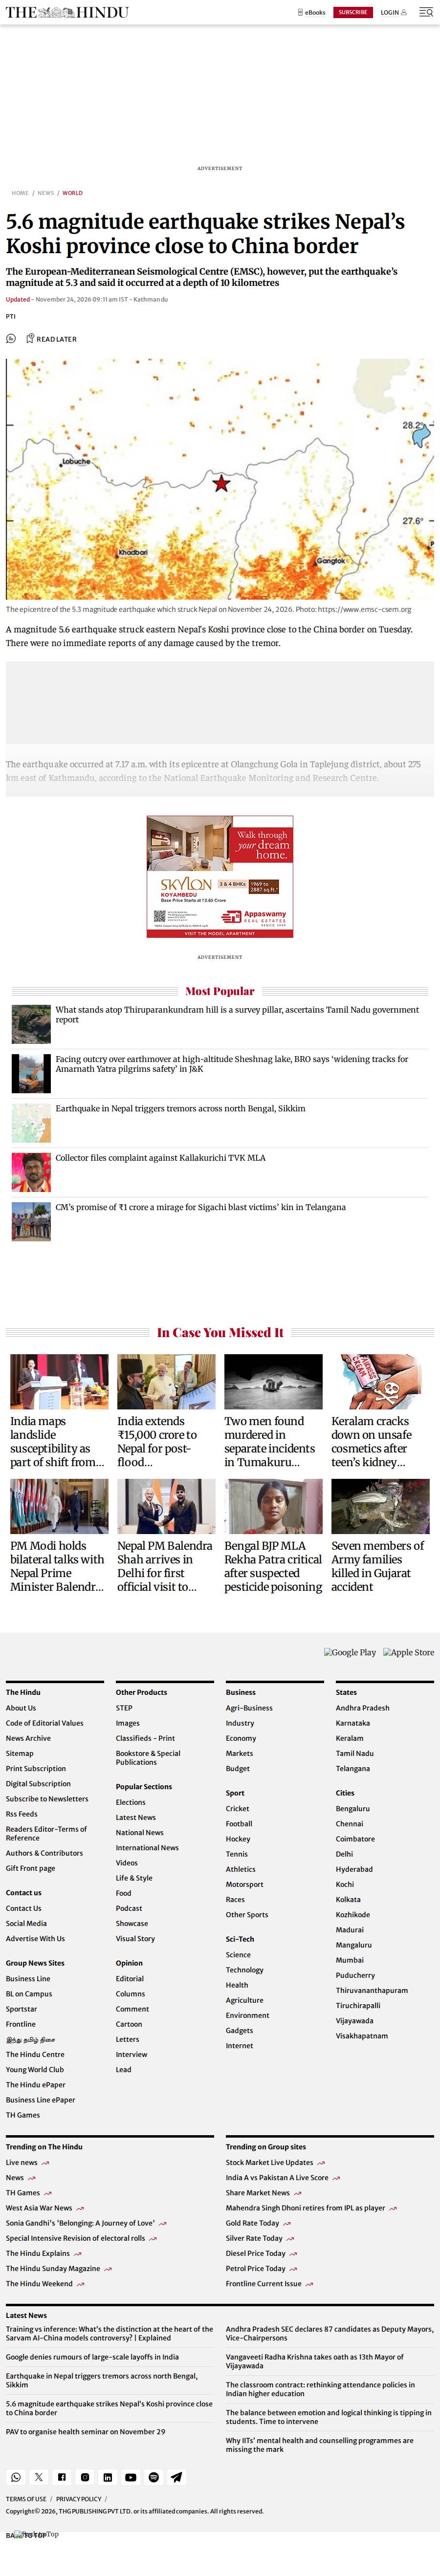 THE HINDU
eBooks
SUBSCRIBE
LOGIN
ADVERTISEMENT
HOME / NEWS / WORLD
5.6 magnitude earthquake strikes Nepal's
Koshi province close to China border
The European-Mediterranean Seismological Centre (EMSC), however, put the earthquake's
magnitude at 5.3 and said it occurred at a depth of 10 kilometres
Updated - November 24, 2026 09:11 am IST - Kathmandu
PTI
READ LATER
28.2°
Lobuche
27.6°
Khadbari
Gangtok
P
The epicentre of the 5.3 magnitude earthquake which struck Nepal on November 24, 2026. Photo: https://www.emsc-csem.org
A magnitude 5.6 earthquake struck eastern Nepal's Koshi province close to the China border on Tuesday.
There were no immediate reports of any damage caused by the tremor.
The earthquake occurred at 7.17 a.m. with its epicentre at Olangchung Gola in Taplejung district, about 275
km east of Kathmandu, according to the National Earthquake Monitoring and Research Centre.
Walk through
your dream
home.
SKYLON
KOYAMBEDU
3 & 4 BHKs
1969 to
2887 sq.ft.*
Base Price Starts at ₹2.65 Crore
Appaswamy
REAL ESTATES
VISIT THE MODEL APARTMENT
ADVERTISEMENT
Most Popular
What stands atop Thiruparankundram hill is a survey pillar, ascertains Tamil Nadu government
report
Facing outcry over earthmover at high-altitude Sheshnag lake, BRO says 'widening tracks for
Amarnath Yatra pilgrims safety' in J&K
Earthquake in Nepal triggers tremors across north Bengal, Sikkim
Collector files complaint against Kallakurichi TVK MLA
CM's promise of ₹1 crore a mirage for Sigachi blast victims' kin in Telangana
In Case You Missed It
India maps
landslide
susceptibility as
part of shift from...
India extends
₹15,000 crore to
Nepal for post-
flood...
Two men found
murdered in
separate incidents
in Tumakuru...
Keralam cracks
down on unsafe
cosmetics after
teen's kidney...
PM Modi holds
bilateral talks with
Nepal Prime
Minister Balendr...
Nepal PM Balendra
Shah arrives in
Delhi for first
official visit to...
Bengal BJP MLA
Rekha Patra critical
after suspected
pesticide poisoning
Seven members of
Army families
killed in Gujarat
accident
Google Play
Apple Store
The Hindu
About Us
Code of Editorial Values
News Archive
Sitemap
Print Subscription
Digital Subscription
Subscribe to Newsletters
Rss Feeds
Readers Editor-Terms of
Reference
Authors & Contributors
Gift Front page
Contact us
Contact Us
Social Media
Advertise With Us
Group News Sites
Business Line
BL on Campus
Sportstar
Frontline
இந்து தமிழ் திசை
The Hindu Centre
Young World Club
The Hindu ePaper
Business Line ePaper
TH Games
Other Products
STEP
Images
Classifieds - Print
Bookstore & Special
Publications
Popular Sections
Elections
Latest News
National News
International News
Videos
Life & Style
Food
Podcast
Showcase
Visual Story
Opinion
Editorial
Columns
Comment
Cartoon
Letters
Interview
Lead
Business
Agri-Business
Industry
Economy
Markets
Budget
Sport
Cricket
Football
Hockey
Tennis
Athletics
Motorsport
Races
Other Sports
Sci-Tech
Science
Technology
Health
Agriculture
Environment
Gadgets
Internet
States
Andhra Pradesh
Karnataka
Keralam
Tamil Nadu
Telangana
Cities
Bengaluru
Chennai
Coimbatore
Delhi
Hyderabad
Kochi
Kolkata
Kozhikode
Madurai
Mangaluru
Mumbai
Puducherry
Thiruvananthapuram
Tiruchirapalli
Vijayawada
Visakhapatnam
Trending on The Hindu
Live news
News
TH Games
West Asia War News
Sonia Gandhi's 'Belonging: A Journey of Love'
Special Intensive Revision of electoral rolls
The Hindu Explains
The Hindu Sunday Magazine
The Hindu Weekend
Trending on Group sites
Stock Market Live Updates
India A vs Pakistan A Live Score
Share Market News
Mahendra Singh Dhoni retires from IPL as player
Gold Rate Today
Silver Rate Today
Diesel Price Today
Petrol Price Today
Frontline Current Issue
Latest News
Training vs inference: What's the distinction at the heart of the
Sarvam AI-China models controversy? | Explained
Google denies rumours of large-scale layoffs in India
Earthquake in Nepal triggers tremors across north Bengal,
Sikkim
5.6 magnitude earthquake strikes Nepal's Koshi province close
to China border
PAV to organise health seminar on November 29
Andhra Pradesh SEC declares 87 candidates as Deputy Mayors,
Vice-Chairpersons
Vangaveeti Radha Krishna takes oath as 13th Mayor of
Vijayawada
The classroom contract: rethinking attendance policies in
Indian higher education
The balance between emotion and logical thinking is tipping in
students. Time to intervene
Why IITs' mental health and counselling programmes are
missing the mark
TERMS OF USE / PRIVACY POLICY /
Copyright© 2026, THG PUBLISHING PVT LTD. or its affiliated companies. All rights reserved.
BACK TO TOP